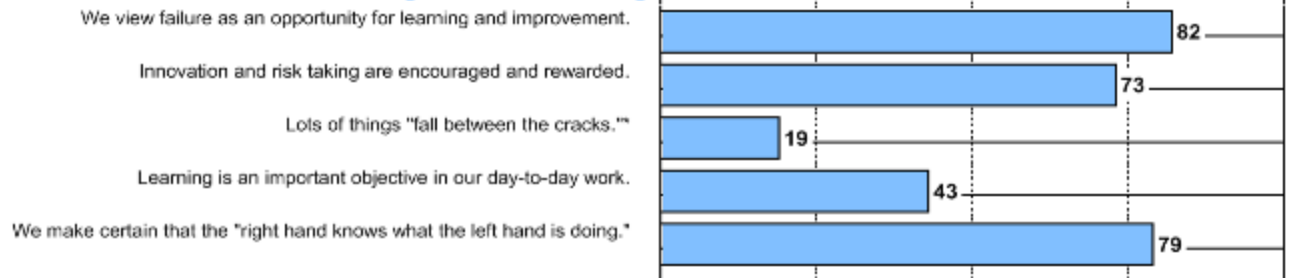 We view failure as an opportunity for learning and improvement.
82
Innovation and risk taking are encouraged and rewarded.
73
Lots of things "fall between the cracks."*
19
Learning is an important objective in our day-to-day work.
43
We make certain that the "right hand knows what the left hand is doing."
79